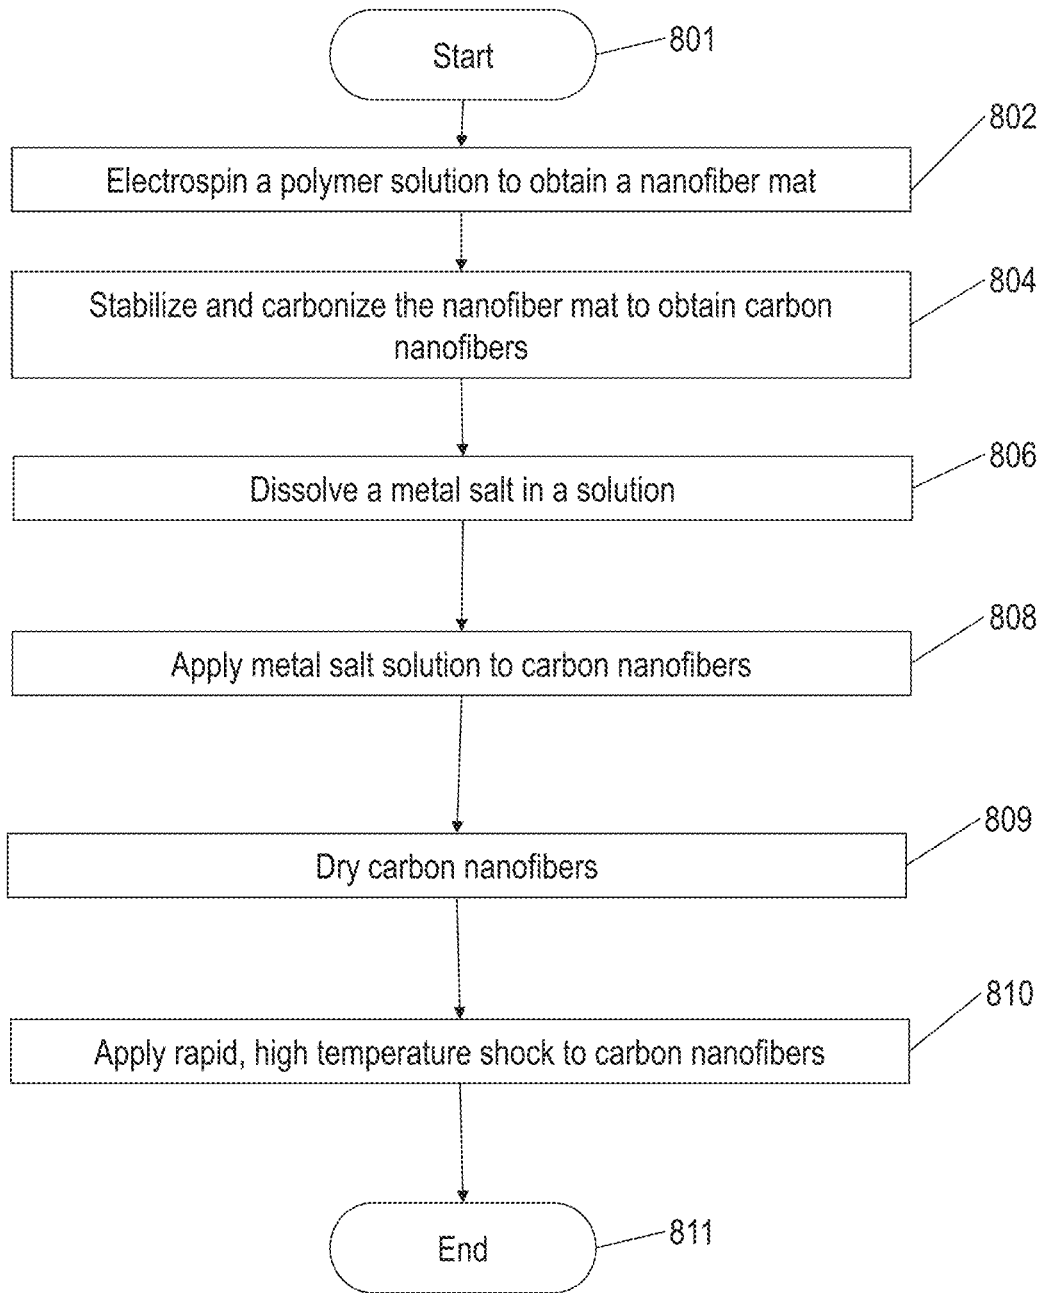 Start
801
802
Electrospin a polymer solution to obtain a nanofiber mat
804
Stabilize and carbonize the nanofiber mat to obtain carbon
nanofibers
806
Dissolve a metal salt in a solution
808
Apply metal salt solution to carbon nanofibers
809
Dry carbon nanofibers
810
Apply rapid, high temperature shock to carbon nanofibers
End
811